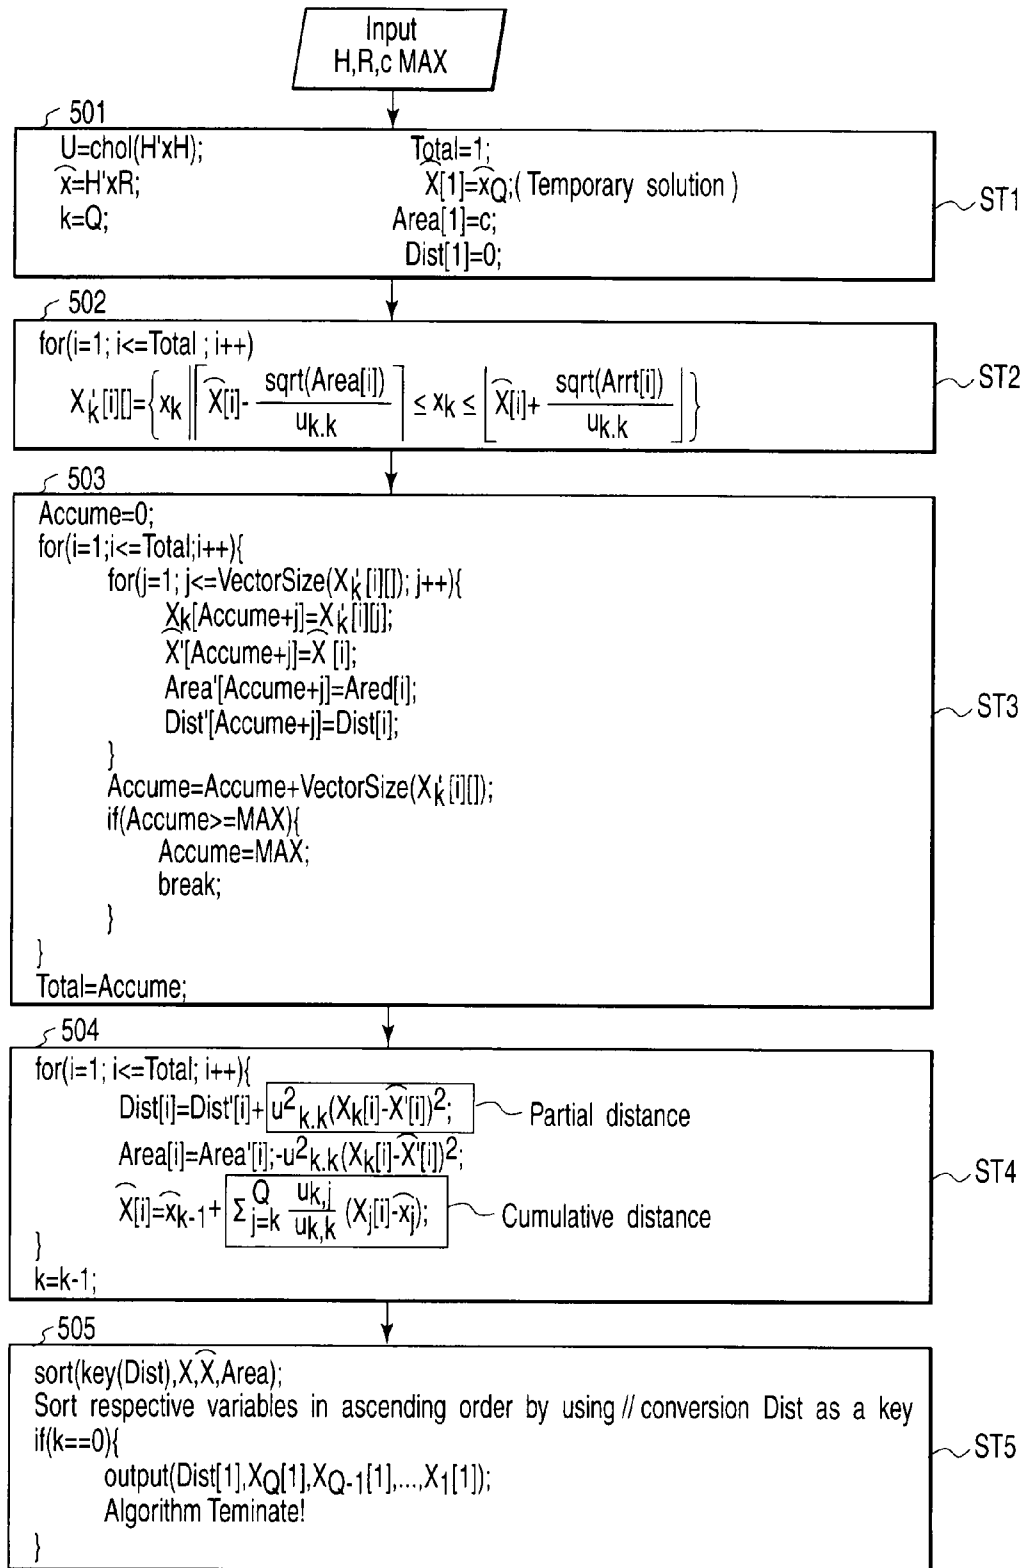 Input
H,R,c MAX
501
U=chol(H'xH); Total=1;
x̂=H'xR; X̂[1]=x̂Q;( Temporary solution )
k=Q; Area[1]=c;
Dist[1]=0;
ST1
502
for(i=1; i<=Total ; i++)
X'k[i][]={xk | ⌈X̂[i]- sqrt(Area[i]) / uk.k⌉ ≤ xk ≤ ⌊X̂[i]+ sqrt(Arrt[i]) / uk.k⌋}
ST2
503
Accume=0;
for(i=1;i<=Total;i++){
for(j=1; j<=VectorSize(X'k[i][]); j++){
Xk[Accume+j]=X'k[i][j];
X̂'[Accume+j]=X̂ [i];
Area'[Accume+j]=Ared[i];
Dist'[Accume+j]=Dist[i];
}
Accume=Accume+VectorSize(X'k[i][]);
if(Accume>=MAX){
Accume=MAX;
break;
}
}
Total=Accume;
ST3
504
for(i=1; i<=Total; i++){
Dist[i]=Dist'[i]+ u²k.k(Xk[i]-X̂'[i])²; Partial distance
Area[i]=Area'[i];-u²k.k(Xk[i]-X̂'[i])²;
X̂[i]=x̂k-1+ Σ Q j=k uk,j / uk,k (Xj[i]-x̂j); Cumulative distance
}
k=k-1;
ST4
505
sort(key(Dist),X,X̂,Area);
Sort respective variables in ascending order by using // conversion Dist as a key
if(k==0){
output(Dist[1],XQ[1],XQ-1[1],...,X1[1]);
Algorithm Teminate!
}
ST5